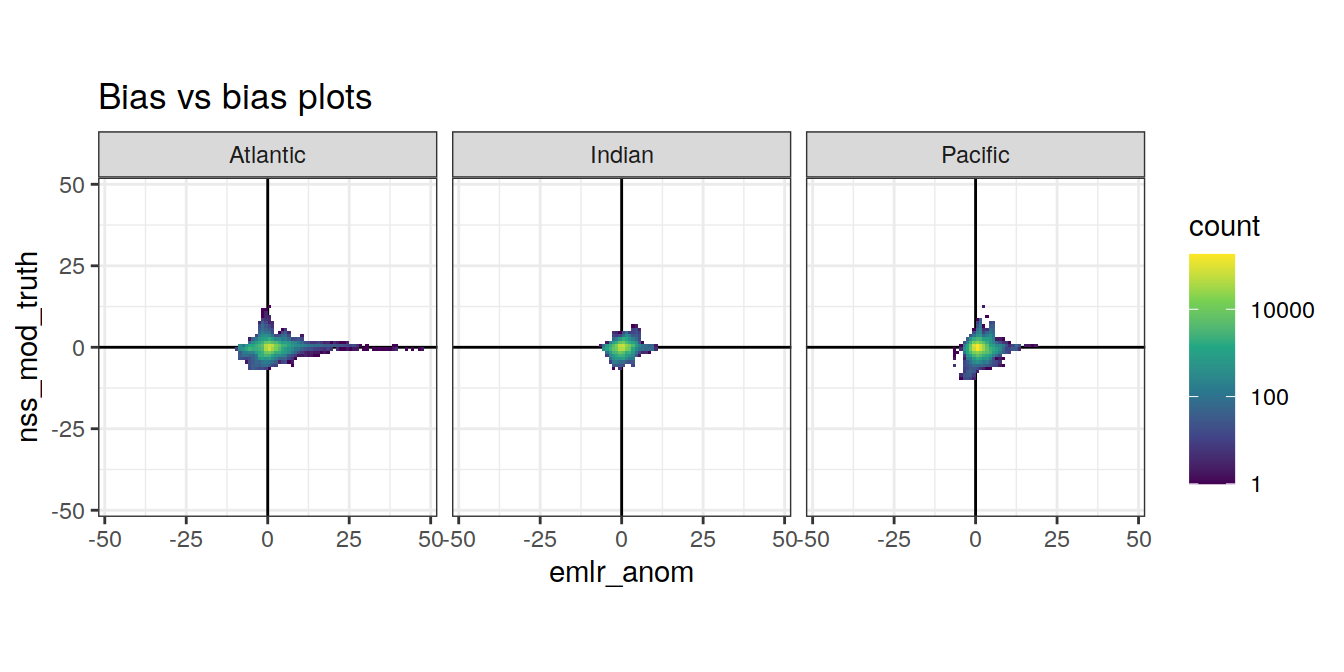 Bias vs bias plots
Atlantic Indian Pacific
nss_mod_truth
50
25
0
-25
-50
-50 -25 0 25 50 -50 -25 0 25 50 -50 -25 0 25 50
emlr_anom
count
10000
100
1